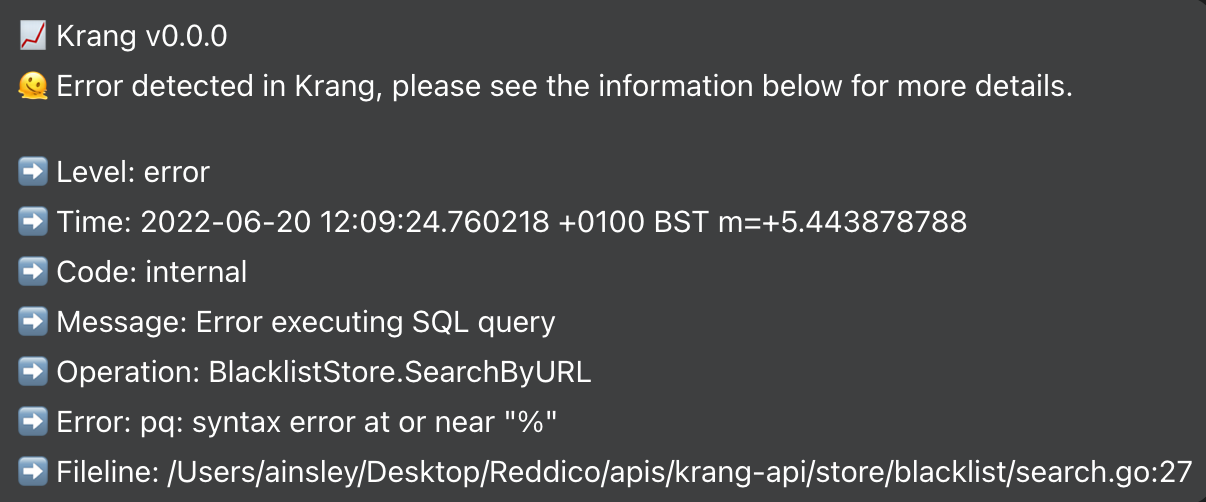 📈 Krang v0.0.0
🫠 Error detected in Krang, please see the information below for more details.
➡️ Level: error
➡️ Time: 2022-06-20 12:09:24.760218 +0100 BST m=+5.443878788
➡️ Code: internal
➡️ Message: Error executing SQL query
➡️ Operation: BlacklistStore.SearchByURL
➡️ Error: pq: syntax error at or near "%"
➡️ Fileline: /Users/ainsley/Desktop/Reddico/apis/krang-api/store/blacklist/search.go:27